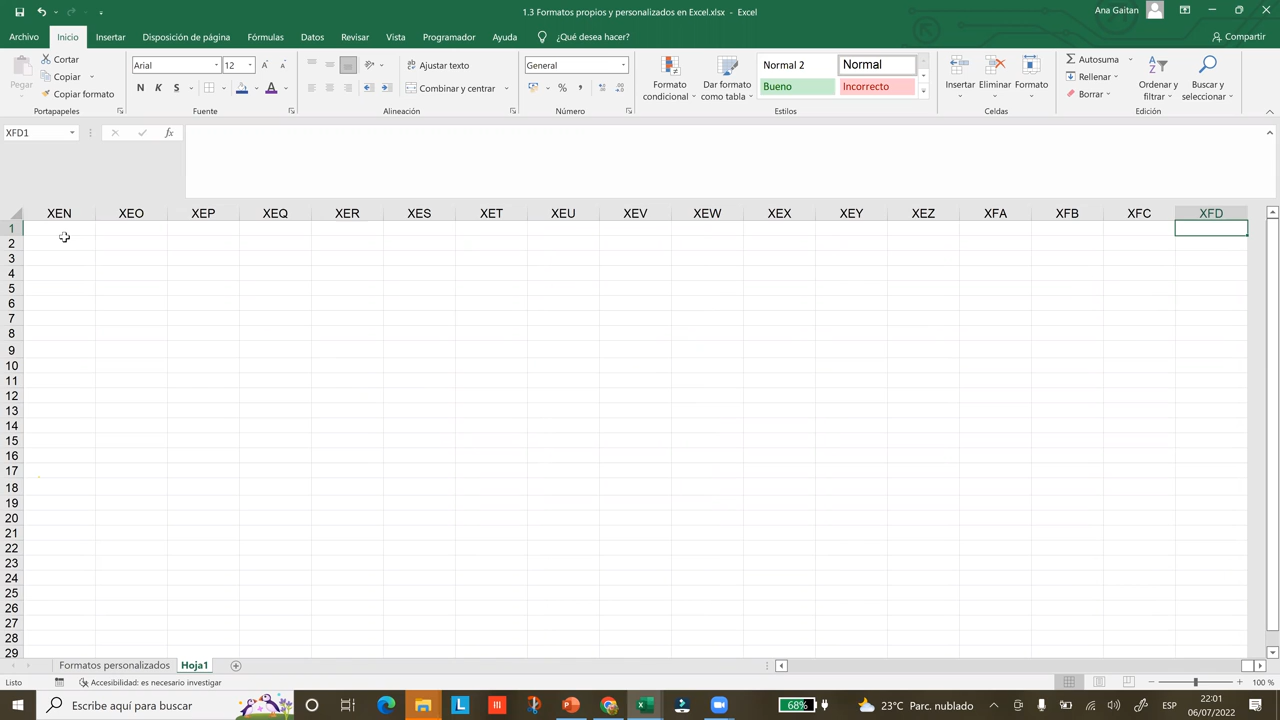 1.3 Formatos propios y personalizados en Excel.xlsx - Excel
Ana Gaitan
Archivo Inicio Insertar Disposición de página Fórmulas Datos Revisar Vista Programador Ayuda ¿Qué desea hacer? Compartir
Pegar
Cortar
Copiar
Copiar formato
Portapapeles
Arial 12
N K S
Fuente
Ajustar texto
Combinar y centrar
Alineación
General
% ,
Número
Formato condicional
Dar formato como tabla
Normal 2 Normal
Bueno Incorrecto
Estilos
Insertar Eliminar Formato
Celdas
Autosuma
Rellenar
Borrar
Ordenar y filtrar
Buscar y seleccionar
Edición
XFD1 fx
XEN XEO XEP XEQ XER XES XET XEU XEV XEW XEX XEY XEZ XFA XFB XFC XFD
1
2
3
4
5
6
7
8
9
10
11
12
13
14
15
16
17
18
19
20
21
22
23
24
25
26
27
28
29
Formatos personalizados Hoja1
Listo Accesibilidad: es necesario investigar 100 %
Escribe aquí para buscar 68% 23°C Parc. nublado ESP 22:01
06/07/2022